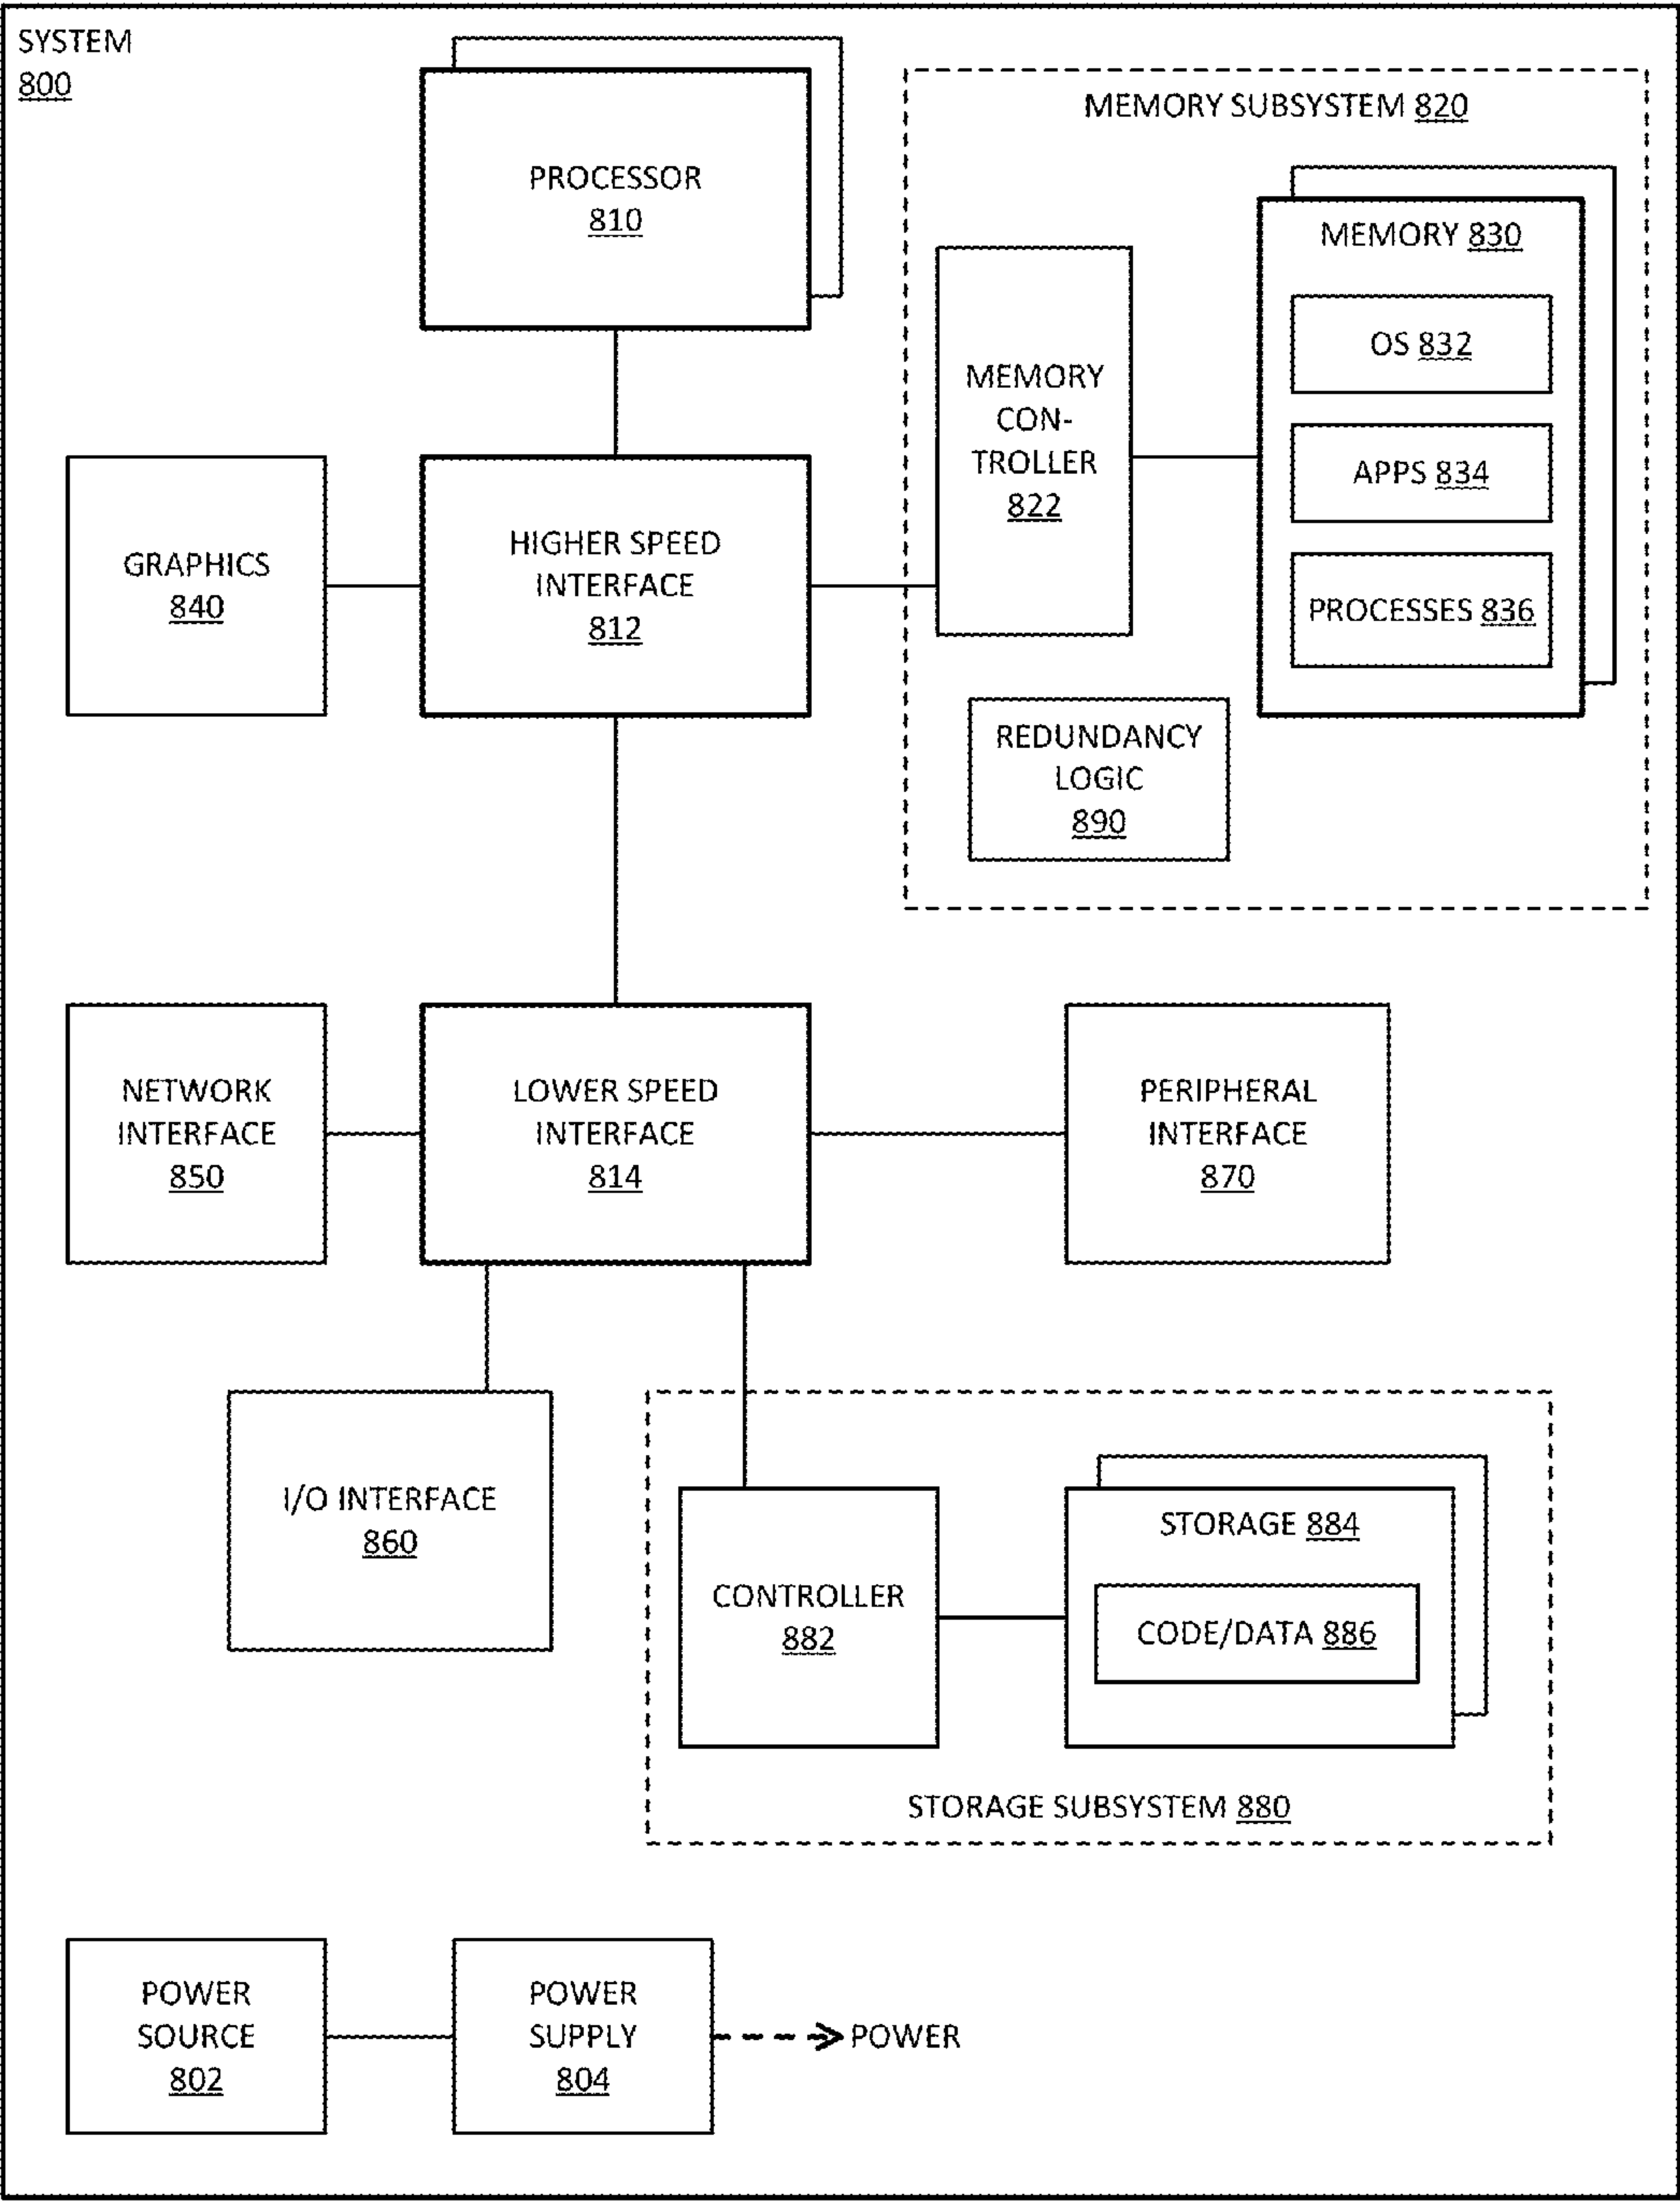 SYSTEM
800
PROCESSOR
810
MEMORY SUBSYSTEM 820
MEMORY 830
OS 832
APPS 834
PROCESSES 836
MEMORY
CON-
TROLLER
822
REDUNDANCY
LOGIC
890
GRAPHICS
840
HIGHER SPEED
INTERFACE
812
NETWORK
INTERFACE
850
LOWER SPEED
INTERFACE
814
PERIPHERAL
INTERFACE
870
I/O INTERFACE
860
CONTROLLER
882
STORAGE 884
CODE/DATA 886
STORAGE SUBSYSTEM 880
POWER
SOURCE
802
POWER
SUPPLY
804
POWER